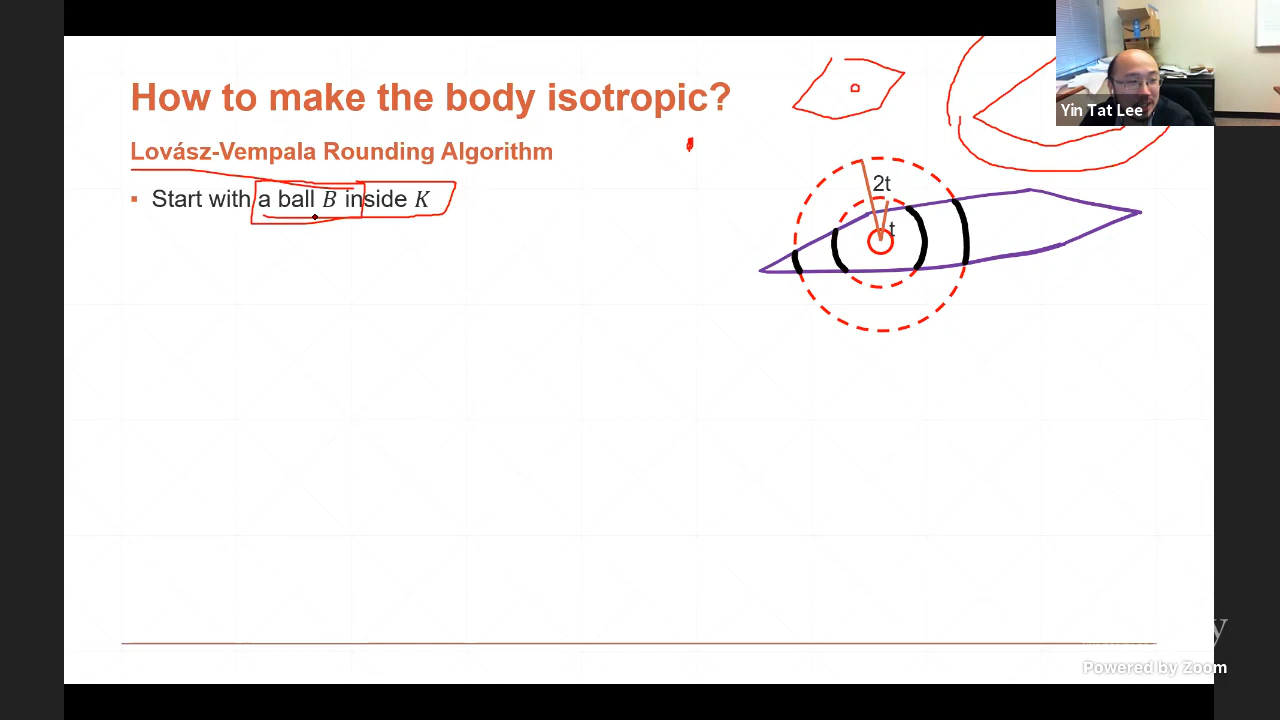 How to make the body isotropic?
Lovász-Vempala Rounding Algorithm
▪ Start with a ball B inside K
2t
t
Yin Tat Lee
y
Powered by Zoom